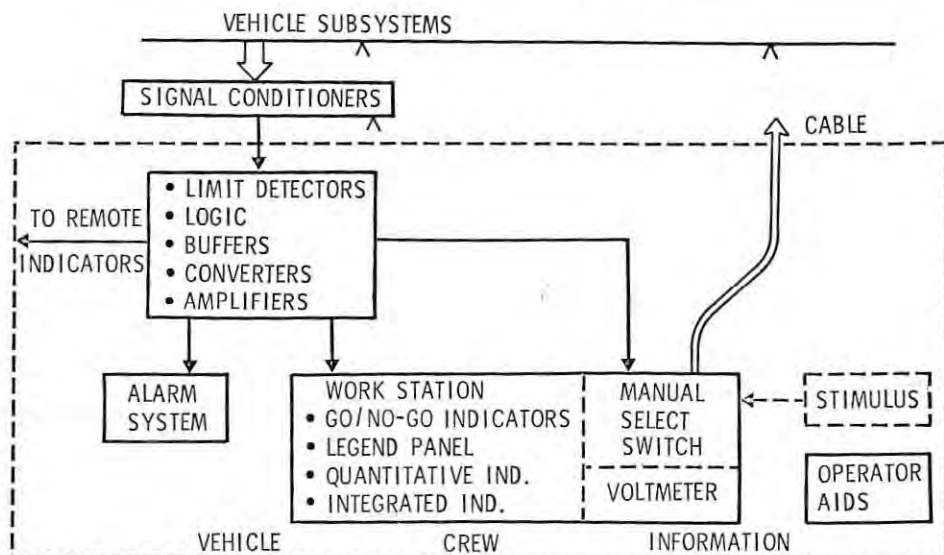 VEHICLE SUBSYSTEMS
SIGNAL CONDITIONERS
CABLE
• LIMIT DETECTORS
• LOGIC
• BUFFERS
• CONVERTERS
• AMPLIFIERS
TO REMOTE
INDICATORS
ALARM
SYSTEM
WORK STATION
• GO/NO-GO INDICATORS
• LEGEND PANEL
• QUANTITATIVE IND.
• INTEGRATED IND.
MANUAL
SELECT
SWITCH
VOLTMETER
STIMULUS
OPERATOR
AIDS
VEHICLE CREW INFORMATION